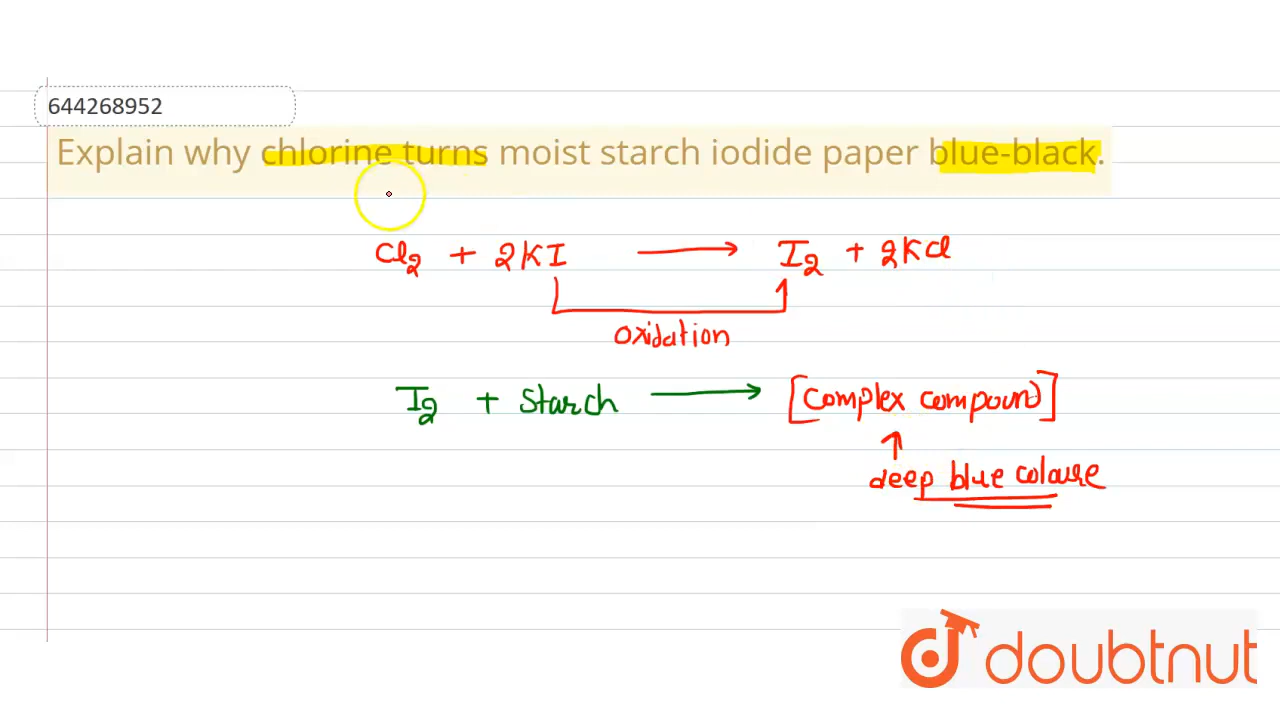 644268952
Explain why chlorine turns moist starch iodide paper blue-black.
Cl2 + 2KI → I2 + 2KCl
Oxidation
I2 + Starch → [Complex compound]
↑
deep blue coloure
doubtnut